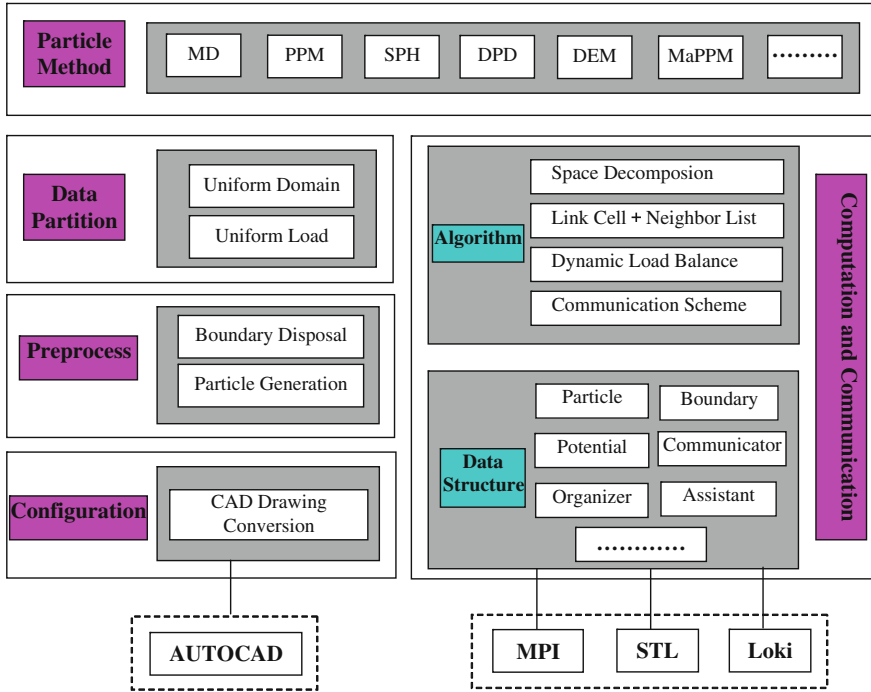 Particle
Method
MD
PPM
SPH
DPD
DEM
MaPPM
.........
Data
Partition
Uniform Domain
Uniform Load
Preprocess
Boundary Disposal
Particle Generation
Configuration
CAD Drawing
Conversion
AUTOCAD
Algorithm
Space Decomposion
Link Cell + Neighbor List
Dynamic Load Balance
Communication Scheme
Data
Structure
Particle
Boundary
Potential
Communicator
Organizer
Assistant
............
Computation and Communication
MPI
STL
Loki